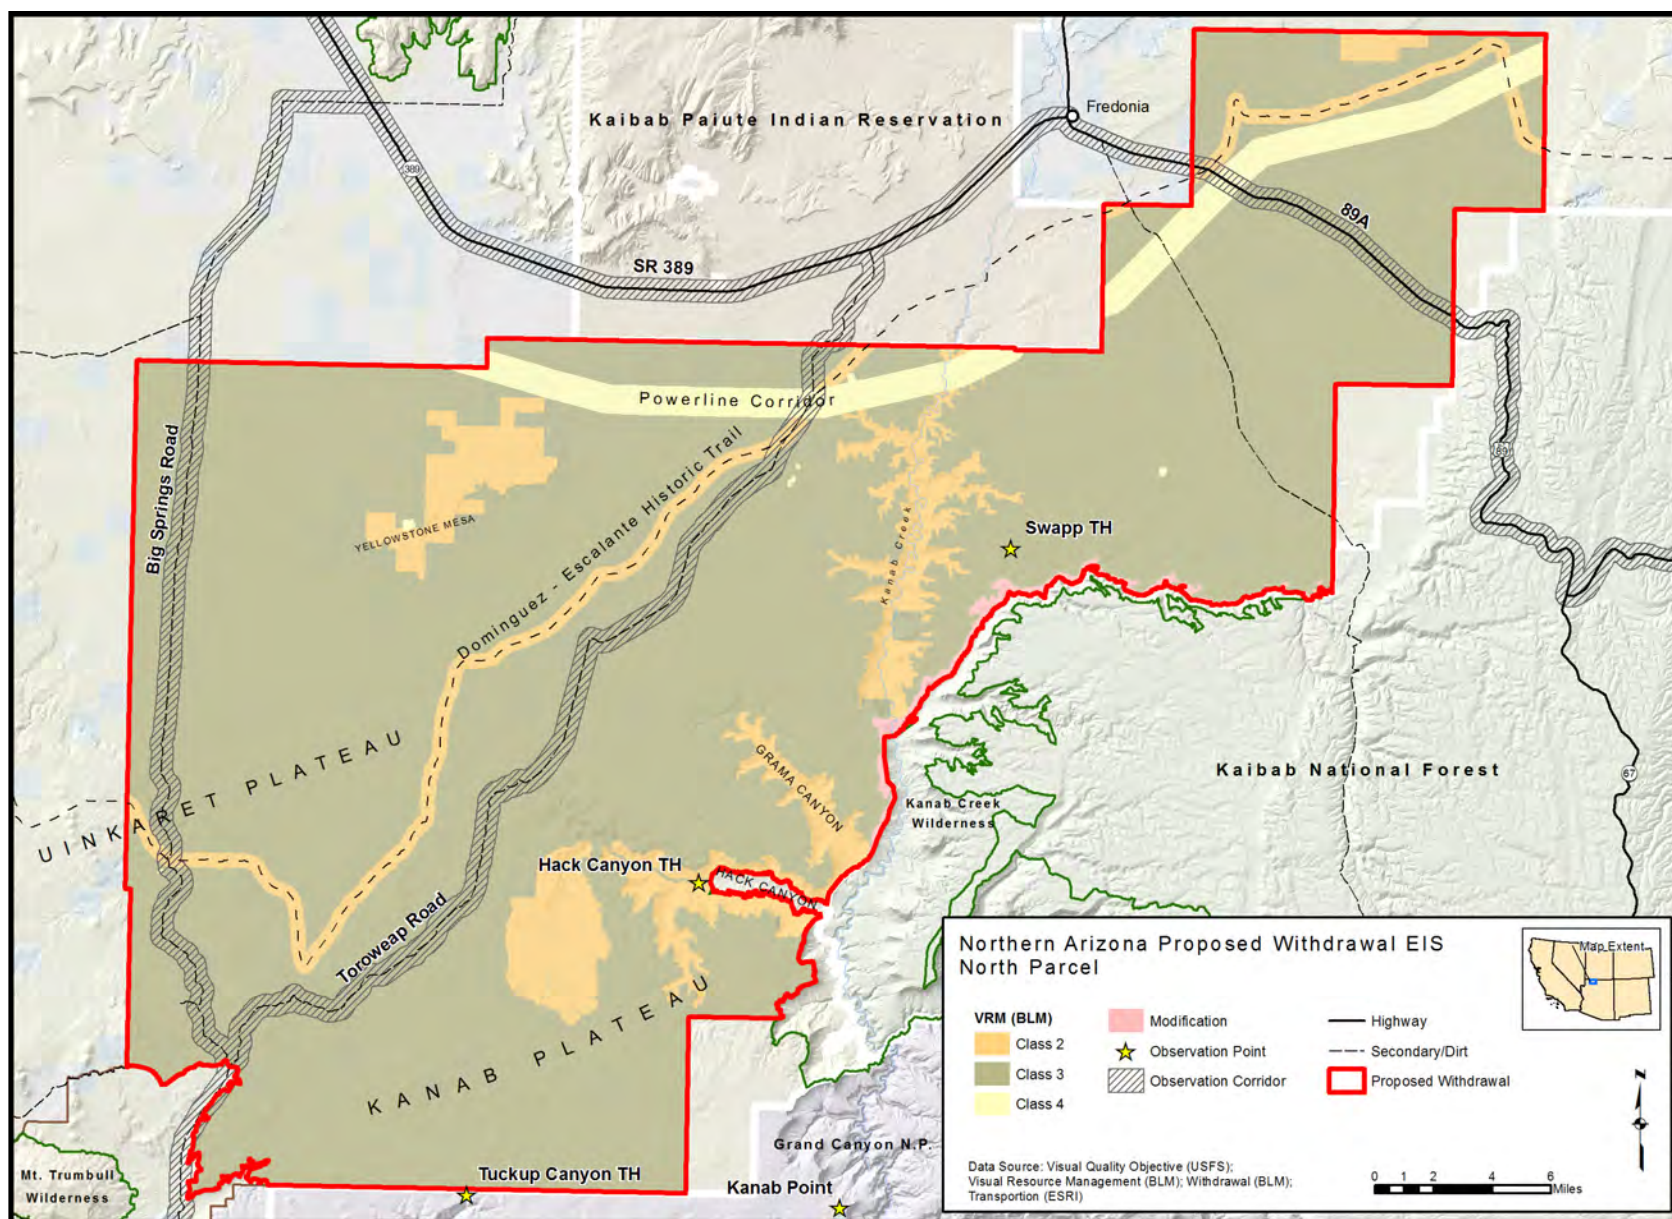 Kaibab Paiute Indian Reservation
Fredonia
389
SR 389
89A
Powerline Corridor
Big Springs Road
YELLOWSTONE MESA
Dominguez - Escalante Historic Trail
Kanab Creek
Swapp TH
89
UINKARET PLATEAU
GRAMA CANYON
Kanab Creek
Wilderness
Kaibab National Forest
67
Hack Canyon TH
HACK CANYON
Toroweap Road
KANAB PLATEAU
Mt. Trumbull
Wilderness
Tuckup Canyon TH
Kanab Point
Grand Canyon N.P.
Northern Arizona Proposed Withdrawal EIS
North Parcel
Map Extent
VRM (BLM)
Class 2
Class 3
Class 4
Modification
Observation Point
Observation Corridor
Highway
Secondary/Dirt
Proposed Withdrawal
N
Data Source: Visual Quality Objective (USFS);
Visual Resource Management (BLM); Withdrawal (BLM);
Transportion (ESRI)
0 1 2 4 6
Miles